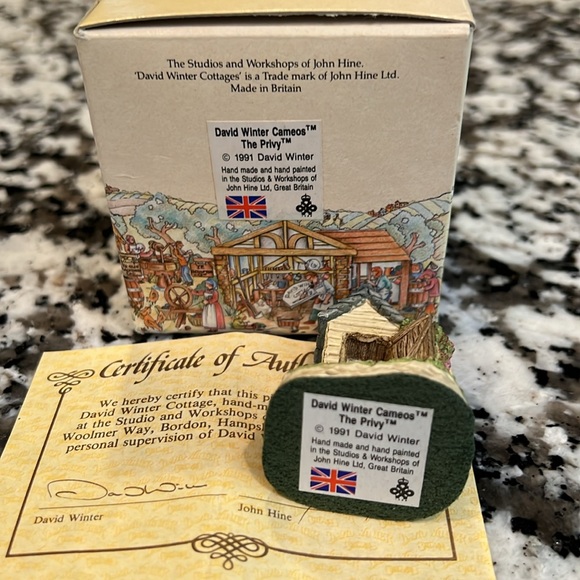 The Studios and Workshops of John Hine.
'David Winter Cottages' is a Trade mark of John Hine Ltd.
Made in Britain
David Winter Cameos™
The Privy™
© 1991 David Winter
Hand made and hand painted
in the Studios & Workshops of
John Hine Ltd, Great Britain
Certificate of Auth
We hereby certify that this p
David Winter Cottage, hand-m
at the Studio and Workshops
Woolmer Way, Bordon, Hampsh
personal supervision of David
David Winter
John Hine
David Winter Cameos™
The Privy™
© 1991 David Winter
Hand made and hand painted
in the Studios & Workshops of
John Hine Ltd, Great Britain